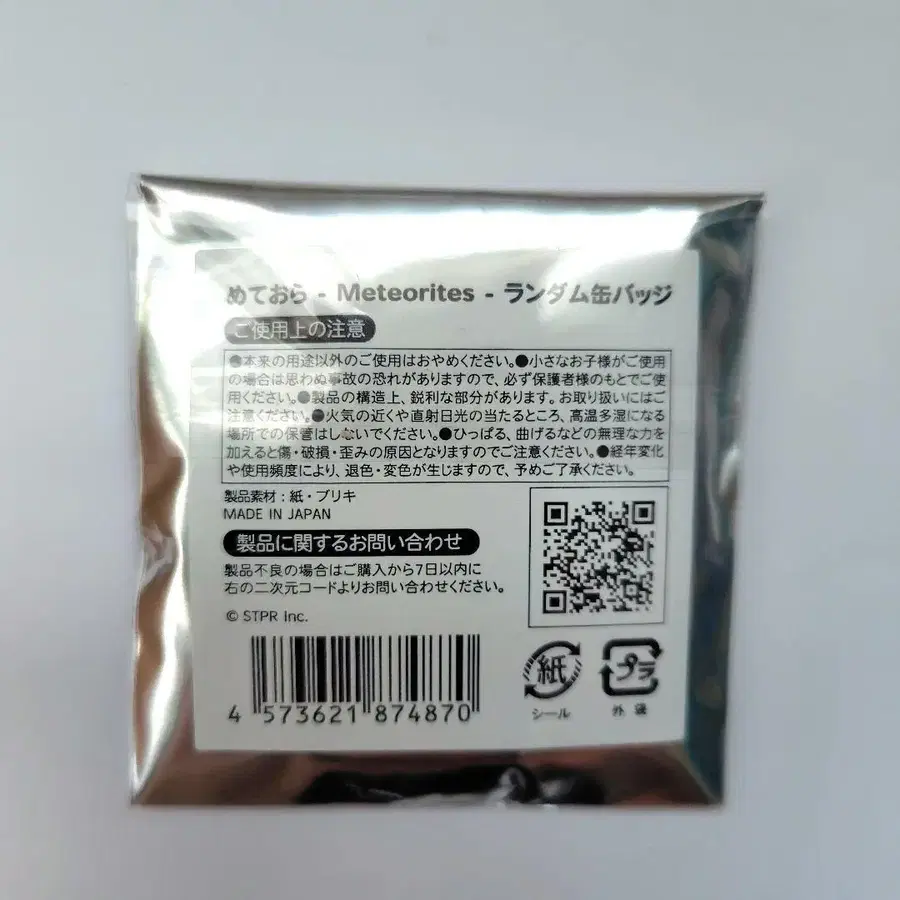 めておら - Meteorites - ランダム缶バッジ
ご使用上の注意
●本来の用途以外のご使用はおやめください。●小さなお子様がご使用
の場合は思わぬ事故の恐れがありますので、必ず保護者様のもとでご使
用ください。●製品の構造上、鋭利な部分があります。お取り扱いにはご
注意ください。●火気の近くや直射日光の当たるところ、高温多湿になる
場所での保管はしないでください。●ひっぱる、曲げるなどの無理な力を
加えると傷・破損・歪みの原因となりますのでご注意ください。●経年変化
や使用頻度により、退色・変色が生じますので、予めご了承ください。
製品素材：紙・ブリキ
MADE IN JAPAN
製品に関するお問い合わせ
製品不良の場合はご購入から7日以内に
右の二次元コードよりお問い合わせください。
© STPR Inc.
4 573621 874870
紙
シール
プラ
外袋